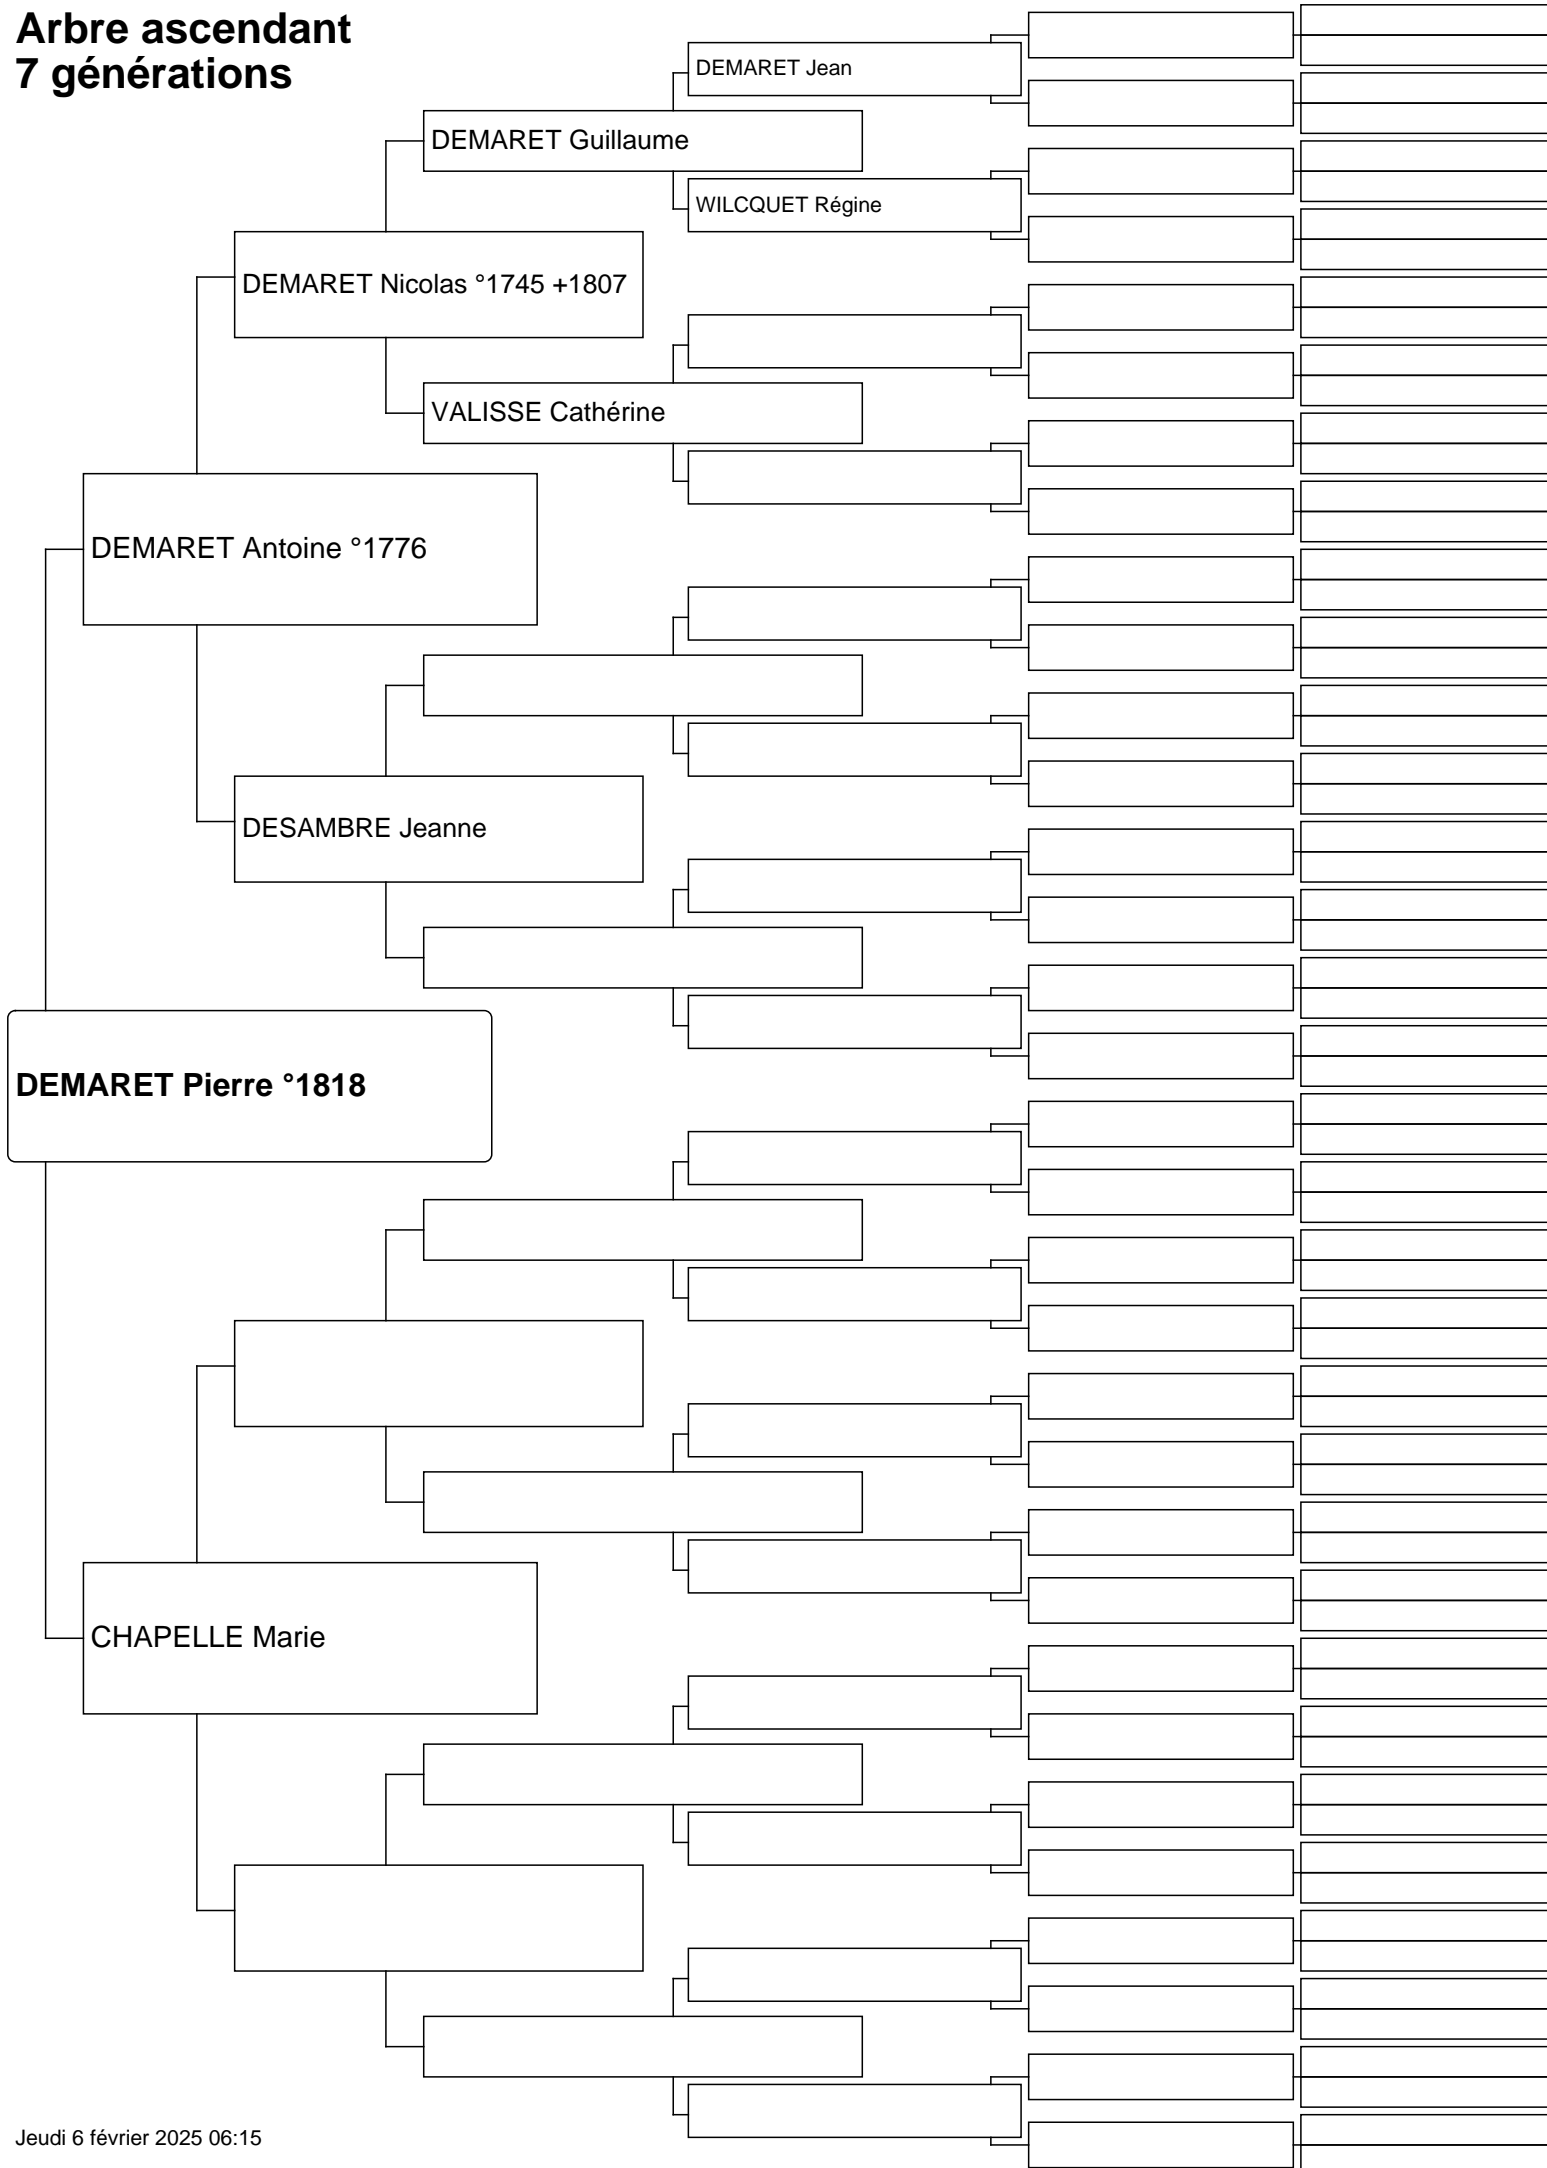 Arbre ascendant
7 générations
DEMARET Jean
DEMARET Guillaume
WILCQUET Régine
DEMARET Nicolas °1745 +1807
VALISSE Cathérine
DEMARET Antoine °1776
DESAMBRE Jeanne
DEMARET Pierre °1818
CHAPELLE Marie
Jeudi 6 février 2025 06:15